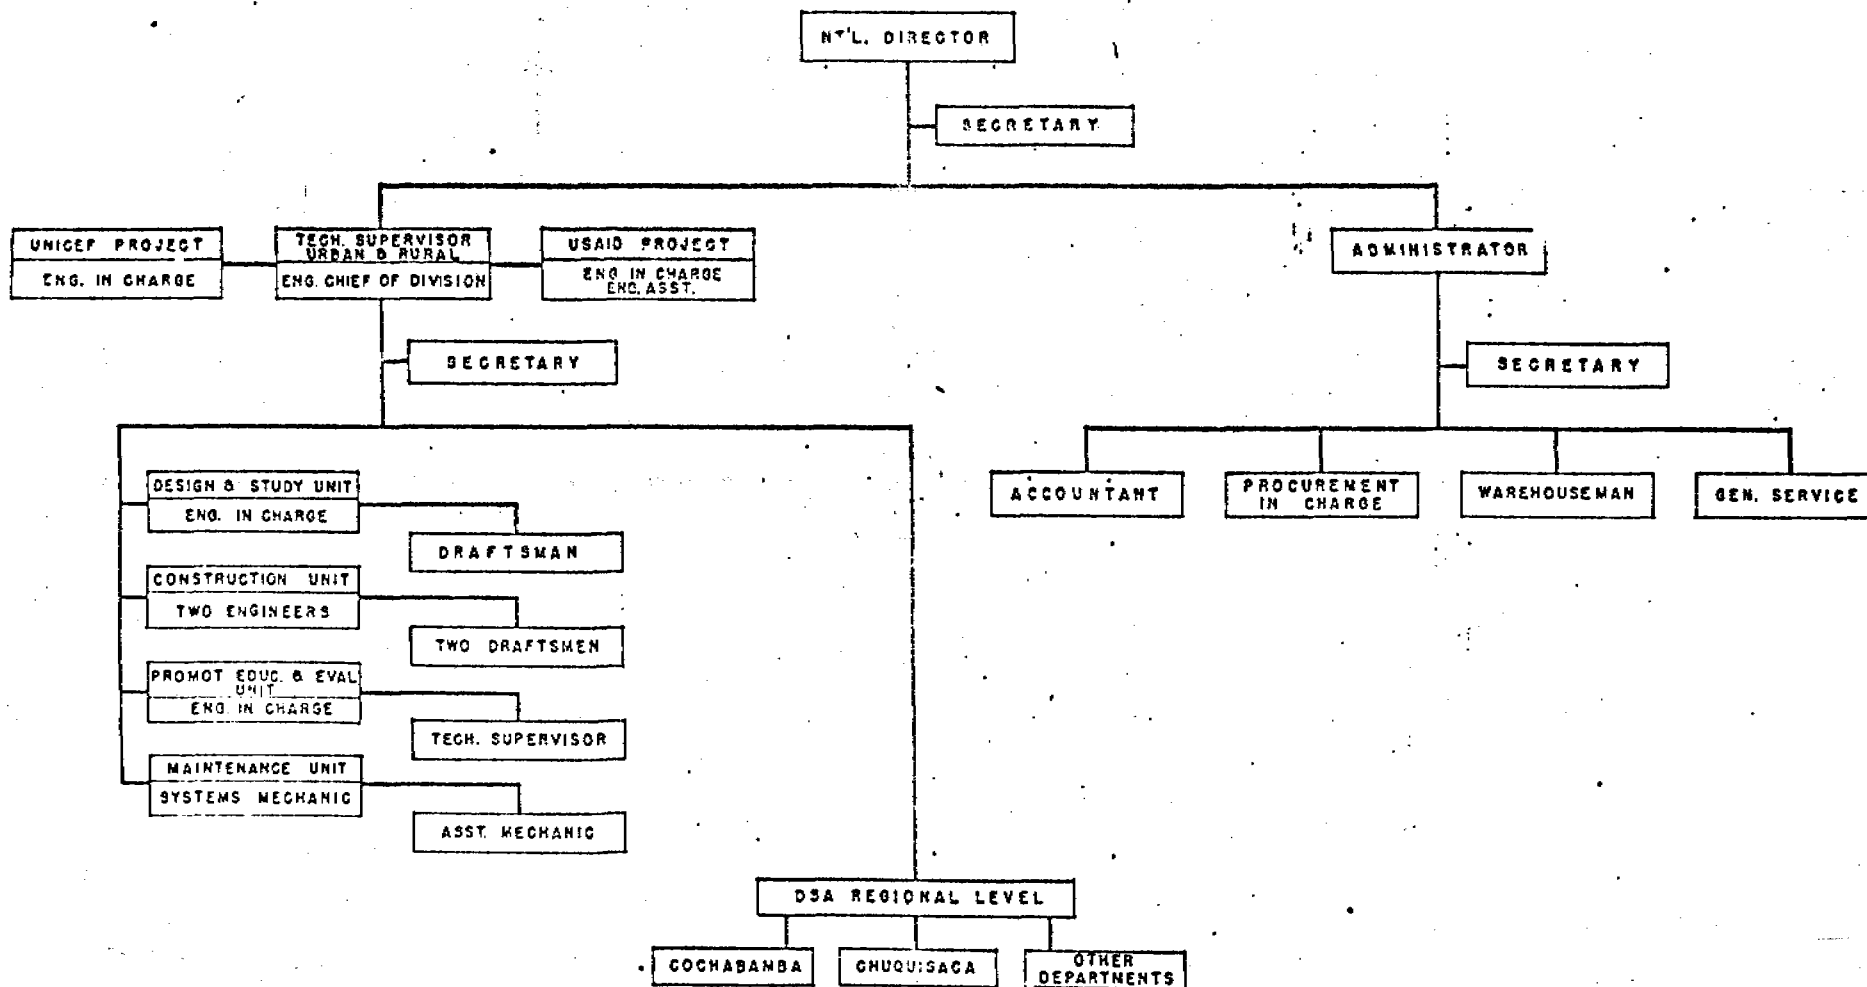 NT'L. DIRECTOR
SECRETARY
UNICEF PROJECT
ENG. IN CHARGE
TECH. SUPERVISOR
URBAN & RURAL
ENG. CHIEF OF DIVISION
USAID PROJECT
ENG. IN CHARGE
ENG. ASST.
ADMINISTRATOR
SECRETARY
SECRETARY
DESIGN & STUDY UNIT
ENG. IN CHARGE
DRAFTSMAN
CONSTRUCTION UNIT
TWO ENGINEERS
TWO DRAFTSMEN
PROMOT EDUC. & EVAL
UNIT
ENG. IN CHARGE
TECH. SUPERVISOR
MAINTENANCE UNIT
SYSTEMS MECHANIC
ASST. MECHANIC
ACCOUNTANT
PROCUREMENT
IN CHARGE
WAREHOUSEMAN
GEN. SERVICE
DSA REGIONAL LEVEL
COCHABAMBA
CHUQUISACA
OTHER
DEPARTMENTS